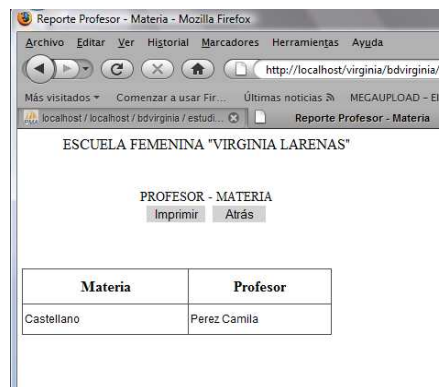 Reporte Profesor - Materia - Mozilla Firefox
Archivo Editar Ver Historial Marcadores Herramientas Ayuda
http://localhost/virginia/bdvirginia/
Más visitados Comenzar a usar Fir... Últimas noticias MEGAUPLOAD - El
localhost / localhost / bdvirginia / estudi... Reporte Profesor - Materia
ESCUELA FEMENINA "VIRGINIA LARENAS"
PROFESOR - MATERIA
Imprimir Atrás
Materia Profesor
Castellano Perez Camila